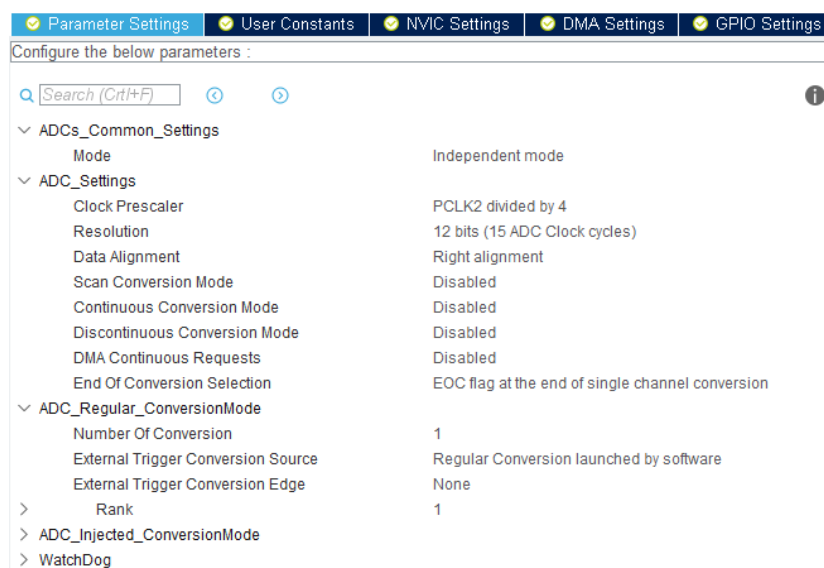 Parameter Settings User Constants NVIC Settings DMA Settings GPIO Settings
Configure the below parameters :
Search (Crtl+F)
ADCs_Common_Settings
Mode Independent mode
ADC_Settings
Clock Prescaler PCLK2 divided by 4
Resolution 12 bits (15 ADC Clock cycles)
Data Alignment Right alignment
Scan Conversion Mode Disabled
Continuous Conversion Mode Disabled
Discontinuous Conversion Mode Disabled
DMA Continuous Requests Disabled
End Of Conversion Selection EOC flag at the end of single channel conversion
ADC_Regular_ConversionMode
Number Of Conversion 1
External Trigger Conversion Source Regular Conversion launched by software
External Trigger Conversion Edge None
Rank 1
ADC_Injected_ConversionMode
WatchDog